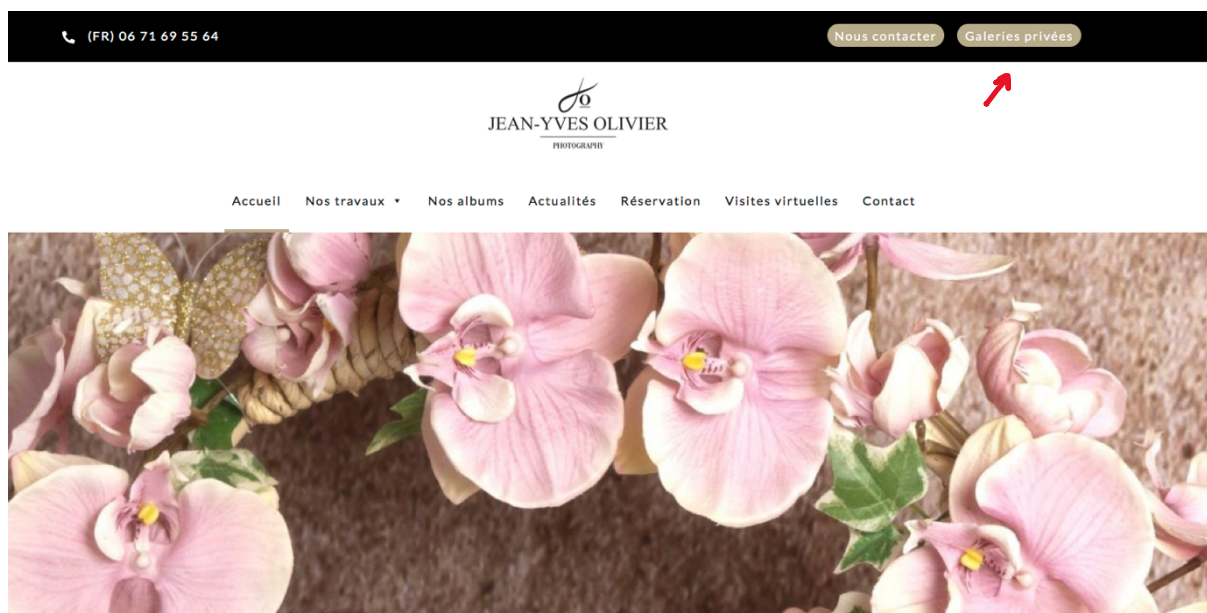 (FR) 06 71 69 55 64
Nous contacter
Galeries privées
JO
JEAN-YVES OLIVIER
PHOTOGRAPHY
Accueil
Nos travaux
Nos albums
Actualités
Réservation
Visites virtuelles
Contact